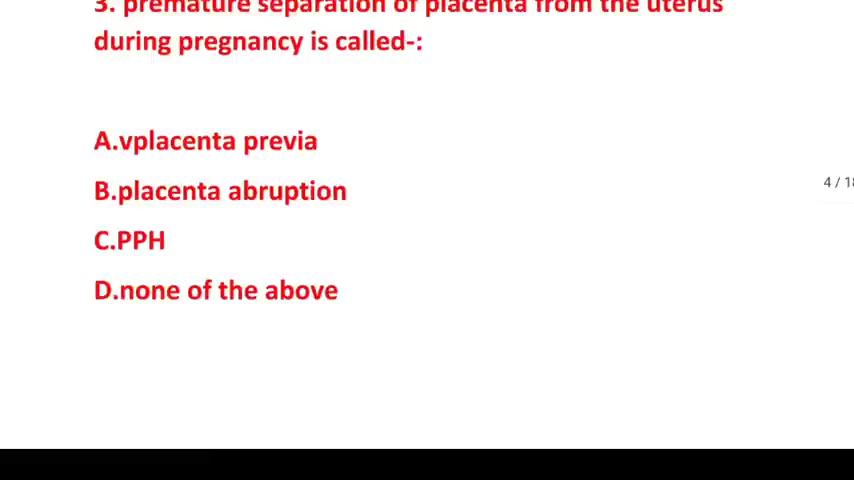 3. premature separation of placenta from the uterus
during pregnancy is called-:
A.vplacenta previa
B.placenta abruption
4 / 18
C.PPH
D.none of the above